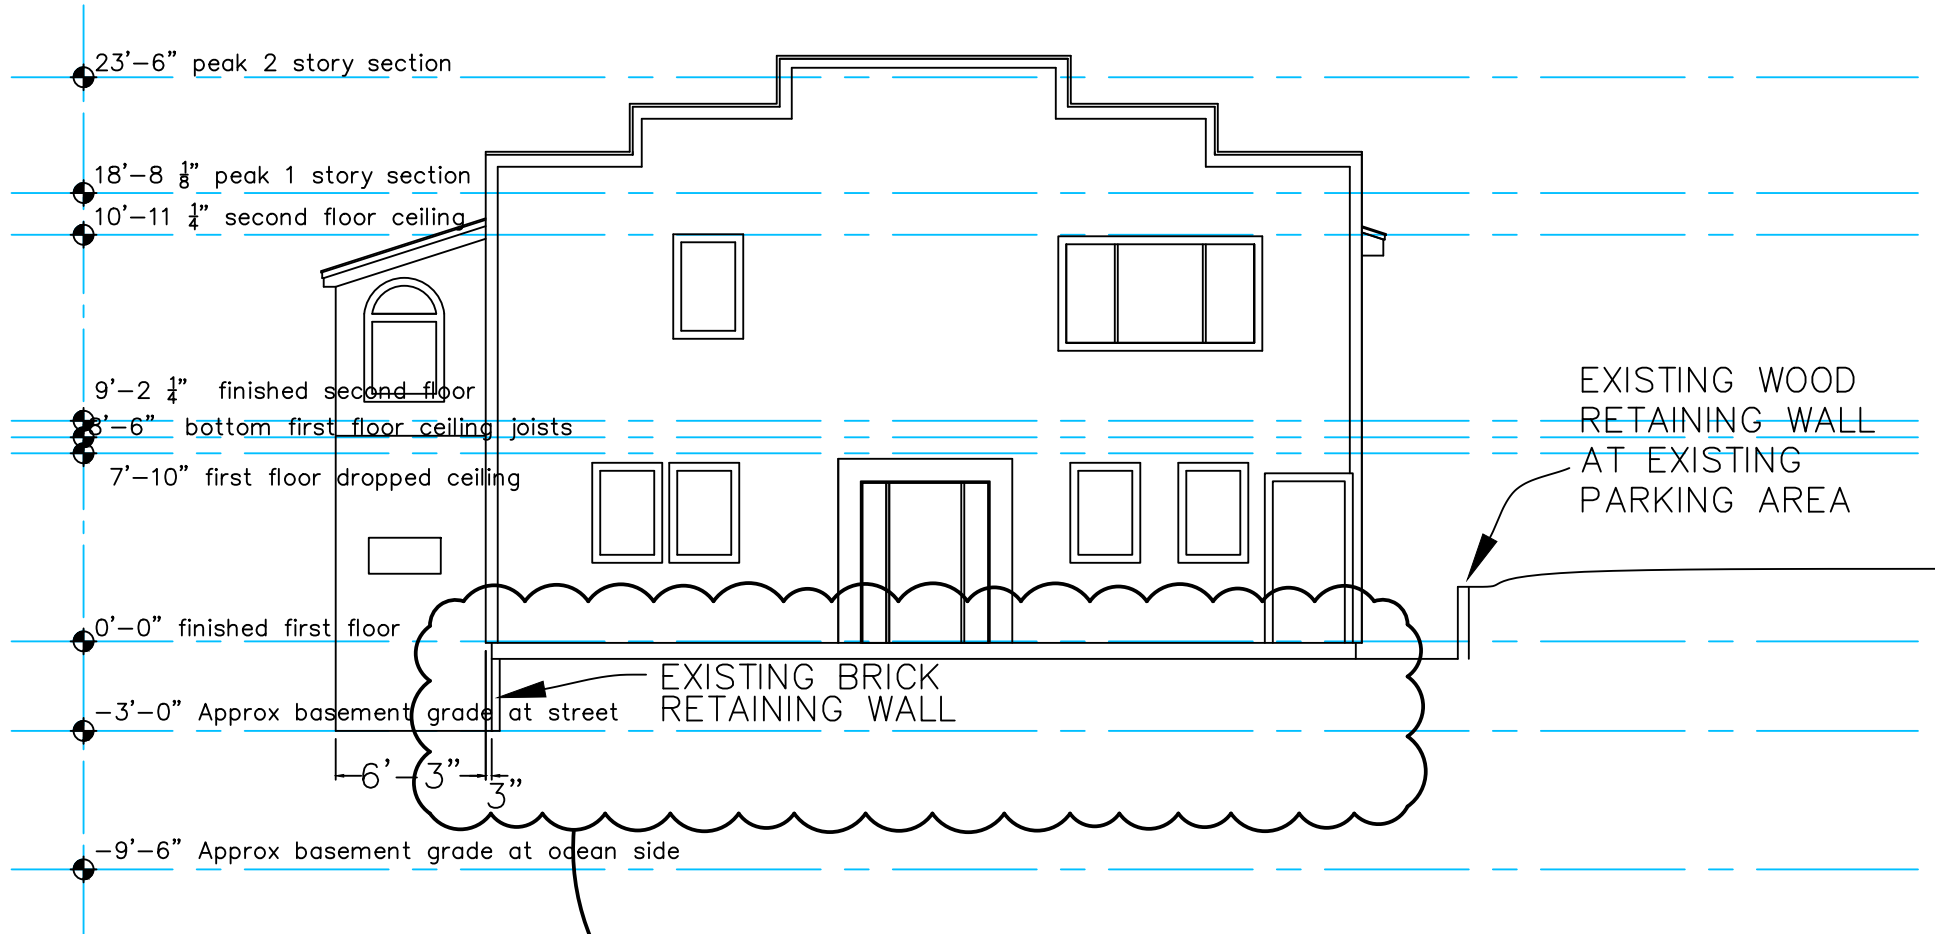 23'-6" peak 2 story section
18'-8 1/8" peak 1 story section
10'-11 1/4" second floor ceiling
9'-2 1/4" finished second floor
8'-6" bottom first floor ceiling joists
7'-10" first floor dropped ceiling
EXISTING WOOD
RETAINING WALL
AT EXISTING
PARKING AREA
0'-0" finished first floor
EXISTING BRICK
RETAINING WALL
-3'-0" Approx basement grade at street
6'-3"
3"
-9'-6" Approx basement grade at ocean side